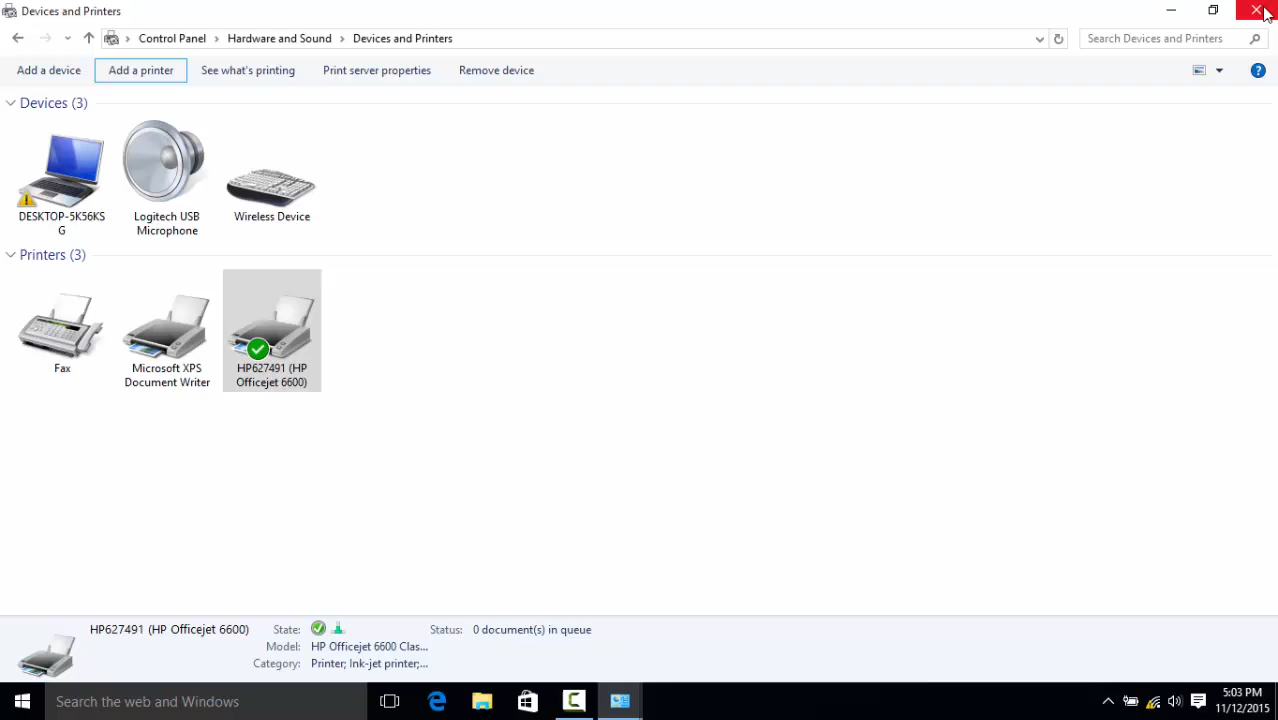 Devices and Printers
Control Panel > Hardware and Sound > Devices and Printers
Search Devices and Printers
Add a device
Add a printer
See what's printing
Print server properties
Remove device
Devices (3)
DESKTOP-5K56KS
G
Logitech USB
Microphone
Wireless Device
Printers (3)
Fax
Microsoft XPS
Document Writer
HP627491 (HP
Officejet 6600)
HP627491 (HP Officejet 6600)
State:
Status: 0 document(s) in queue
Model: HP Officejet 6600 Clas...
Category: Printer; Ink-jet printer;...
Search the web and Windows
5:03 PM
11/12/2015